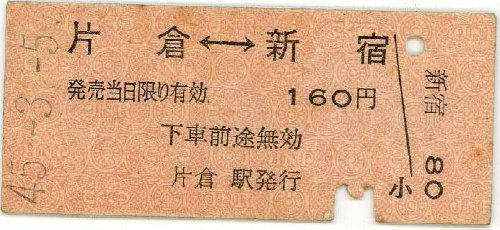 片倉⟷新宿
発売当日限り有効 160円
下車前途無効
片倉駅発行
新宿
小 80
45.-3.-5